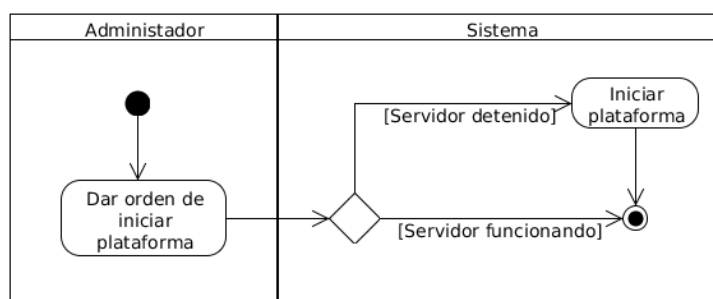 Administador
Sistema
Iniciar
plataforma
[Servidor detenido]
Dar orden de
iniciar
plataforma
[Servidor funcionando]